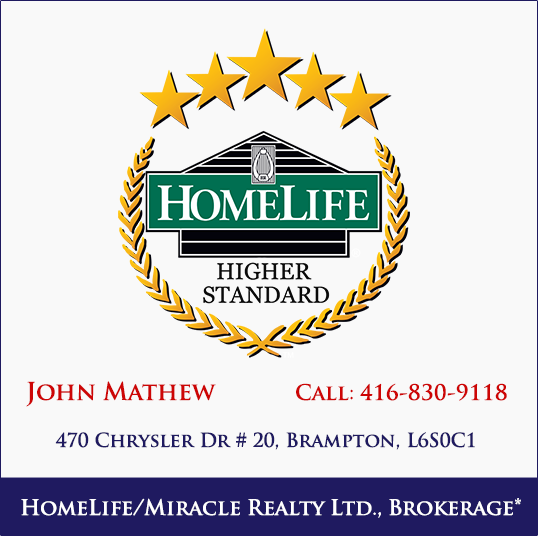 HOMELIFE
HIGHER
STANDARD
JOHN MATHEW CALL: 416-830-9118
470 CHRYSLER DR # 20, BRAMPTON, L6S0C1
HOMELIFE/MIRACLE REALTY LTD., BROKERAGE*